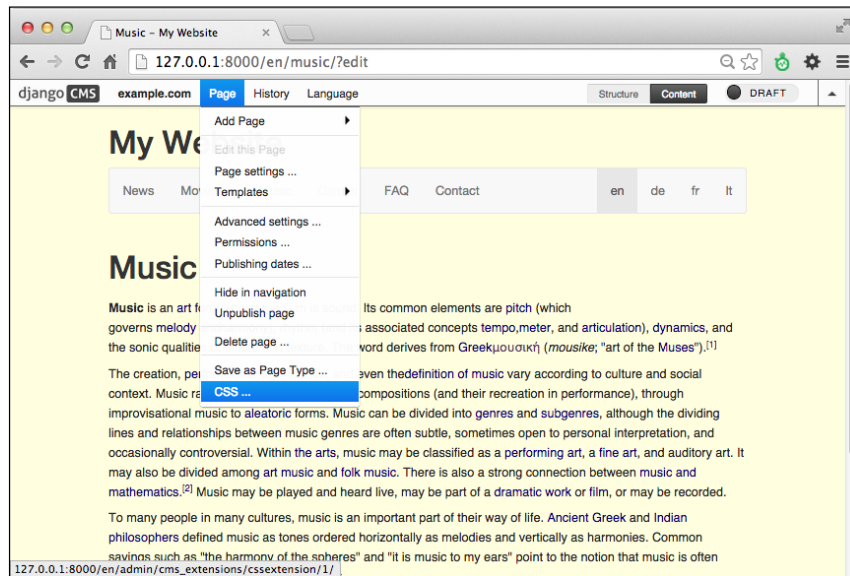 Music – My Website
127.0.0.1:8000/en/music/?edit
django CMS example.com Page History Language Structure Content DRAFT
Add Page
My We
Edit this Page
Page settings ...
News Mo FAQ Contact en de fr lt
Templates
Advanced settings ...
Permissions ...
Publishing dates ...
Music
Hide in navigation
Music is an art f Its common elements are pitch (which
Unpublish page
governs melody associated concepts tempo,meter, and articulation), dynamics, and
Delete page ...
the sonic qualitie word derives from Greekμουσική (mousike; "art of the Muses").[1]
Save as Page Type ...
The creation, per even thedefinition of music vary according to culture and social
CSS ...
context. Music ra compositions (and their recreation in performance), through
improvisational music to aleatoric forms. Music can be divided into genres and subgenres, although the dividing
lines and relationships between music genres are often subtle, sometimes open to personal interpretation, and
occasionally controversial. Within the arts, music may be classified as a performing art, a fine art, and auditory art. It
may also be divided among art music and folk music. There is also a strong connection between music and
mathematics.[2] Music may be played and heard live, may be part of a dramatic work or film, or may be recorded.
To many people in many cultures, music is an important part of their way of life. Ancient Greek and Indian
philosophers defined music as tones ordered horizontally as melodies and vertically as harmonies. Common
sayings such as "the harmony of the spheres" and "it is music to my ears" point to the notion that music is often
127.0.0.1:8000/en/admin/cms_extensions/cssextension/1/